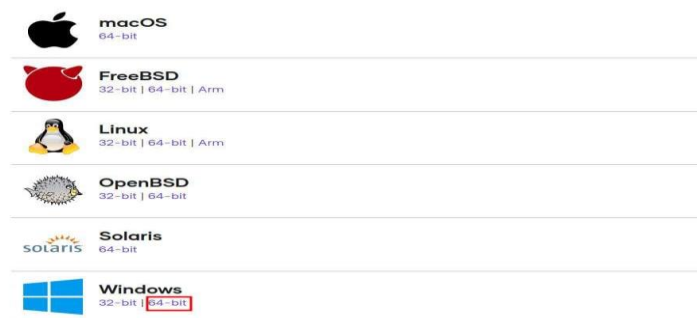 macOS
64-bit
FreeBSD
32-bit | 64-bit | Arm
Linux
32-bit | 64-bit | Arm
OpenBSD
32-bit | 64-bit
Solaris
solaris
64-bit
Windows
32-bit | 64-bit